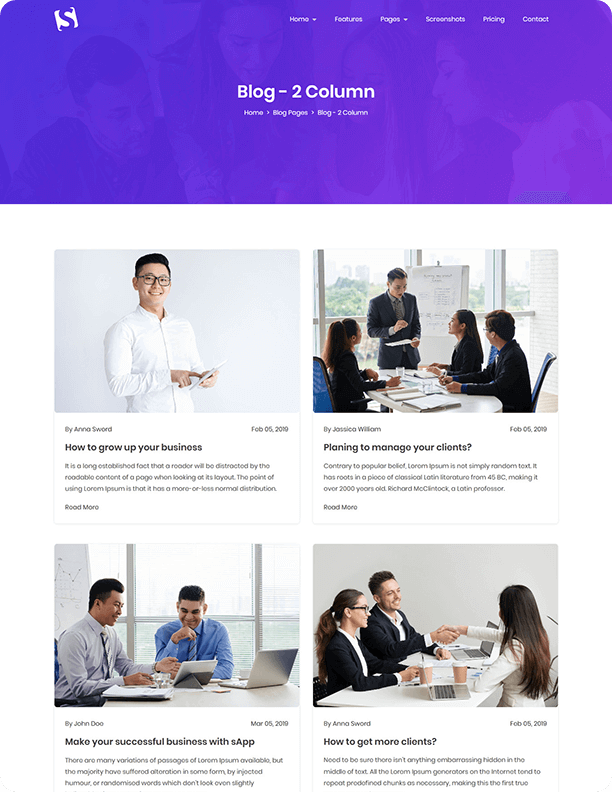 S
Home Features Pages Screenshots Pricing Contact
Blog - 2 Column
Home > Blog Pages > Blog - 2 Column
By Anna Sword Feb 05, 2019
How to grow up your business
It is a long established fact that a reader will be distracted by the
readable content of a page when looking at its layout. The point of
using Lorem Ipsum is that it has a more-or-less normal distribution.
Read More
By Jassica William Feb 05, 2019
Planing to manage your clients?
Contrary to popular belief, Lorem Ipsum is not simply random text. It
has roots in a piece of classical Latin literature from 45 BC, making it
over 2000 years old. Richard McClintock, a Latin professor.
Read More
By John Doo Mar 05, 2019
Make your successful business with sApp
There are many variations of passages of Lorem Ipsum available, but
the majority have suffered alteration in some form, by injected
humour, or randomised words which don't look even slightly
By Anna Sword Feb 05, 2019
How to get more clients?
Need to be sure there isn't anything embarrassing hidden in the
middle of text. All the Lorem Ipsum generators on the Internet tend to
repeat predefined chunks as necessary, making this the first true